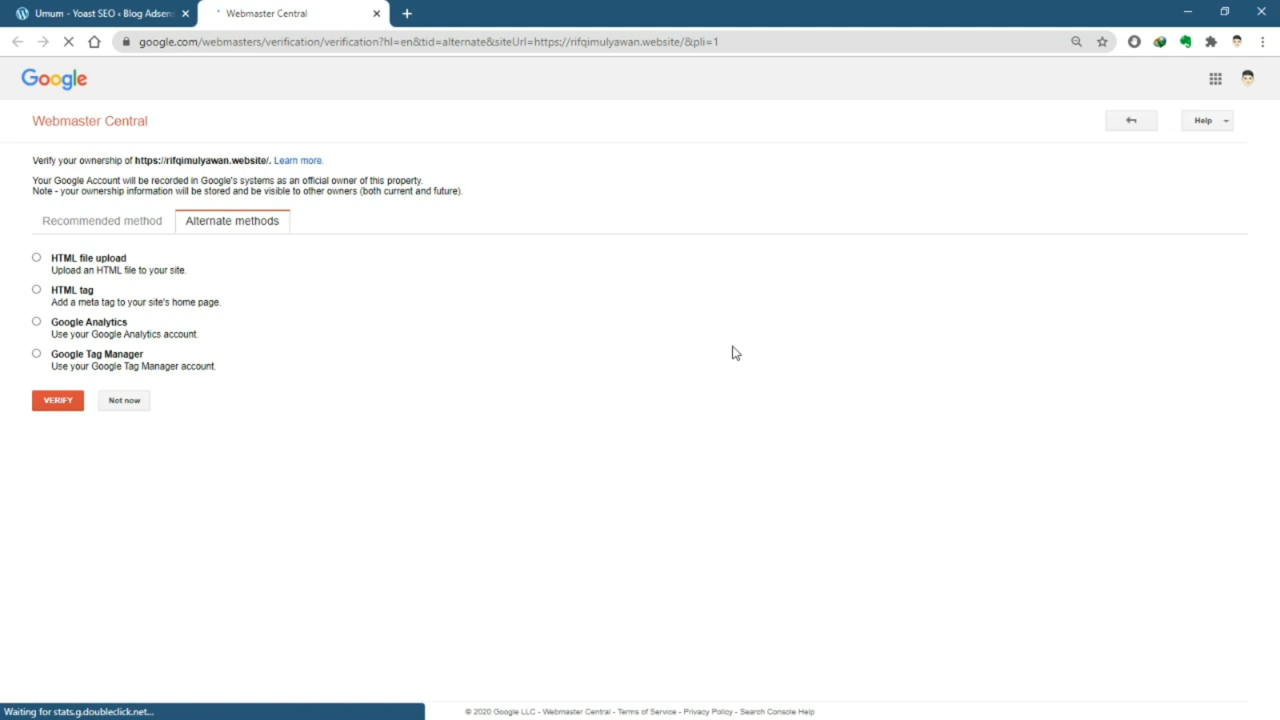 Umum - Yoast SEO ‹ Blog Adsens
Webmaster Central
google.com/webmasters/verification/verification?hl=en&tid=alternate&siteUrl=https://rifqimulyawan.website/&pli=1
Google
Webmaster Central
Help
Verify your ownership of https://rifqimulyawan.website/. Learn more.
Your Google Account will be recorded in Google's systems as an official owner of this property.
Note - your ownership information will be stored and be visible to other owners (both current and future).
Recommended method
Alternate methods
HTML file upload
Upload an HTML file to your site.
HTML tag
Add a meta tag to your site's home page.
Google Analytics
Use your Google Analytics account.
Google Tag Manager
Use your Google Tag Manager account.
VERIFY
Not now
Waiting for stats.g.doubleclick.net...
© 2020 Google LLC - Webmaster Central - Terms of Service - Privacy Policy - Search Console Help